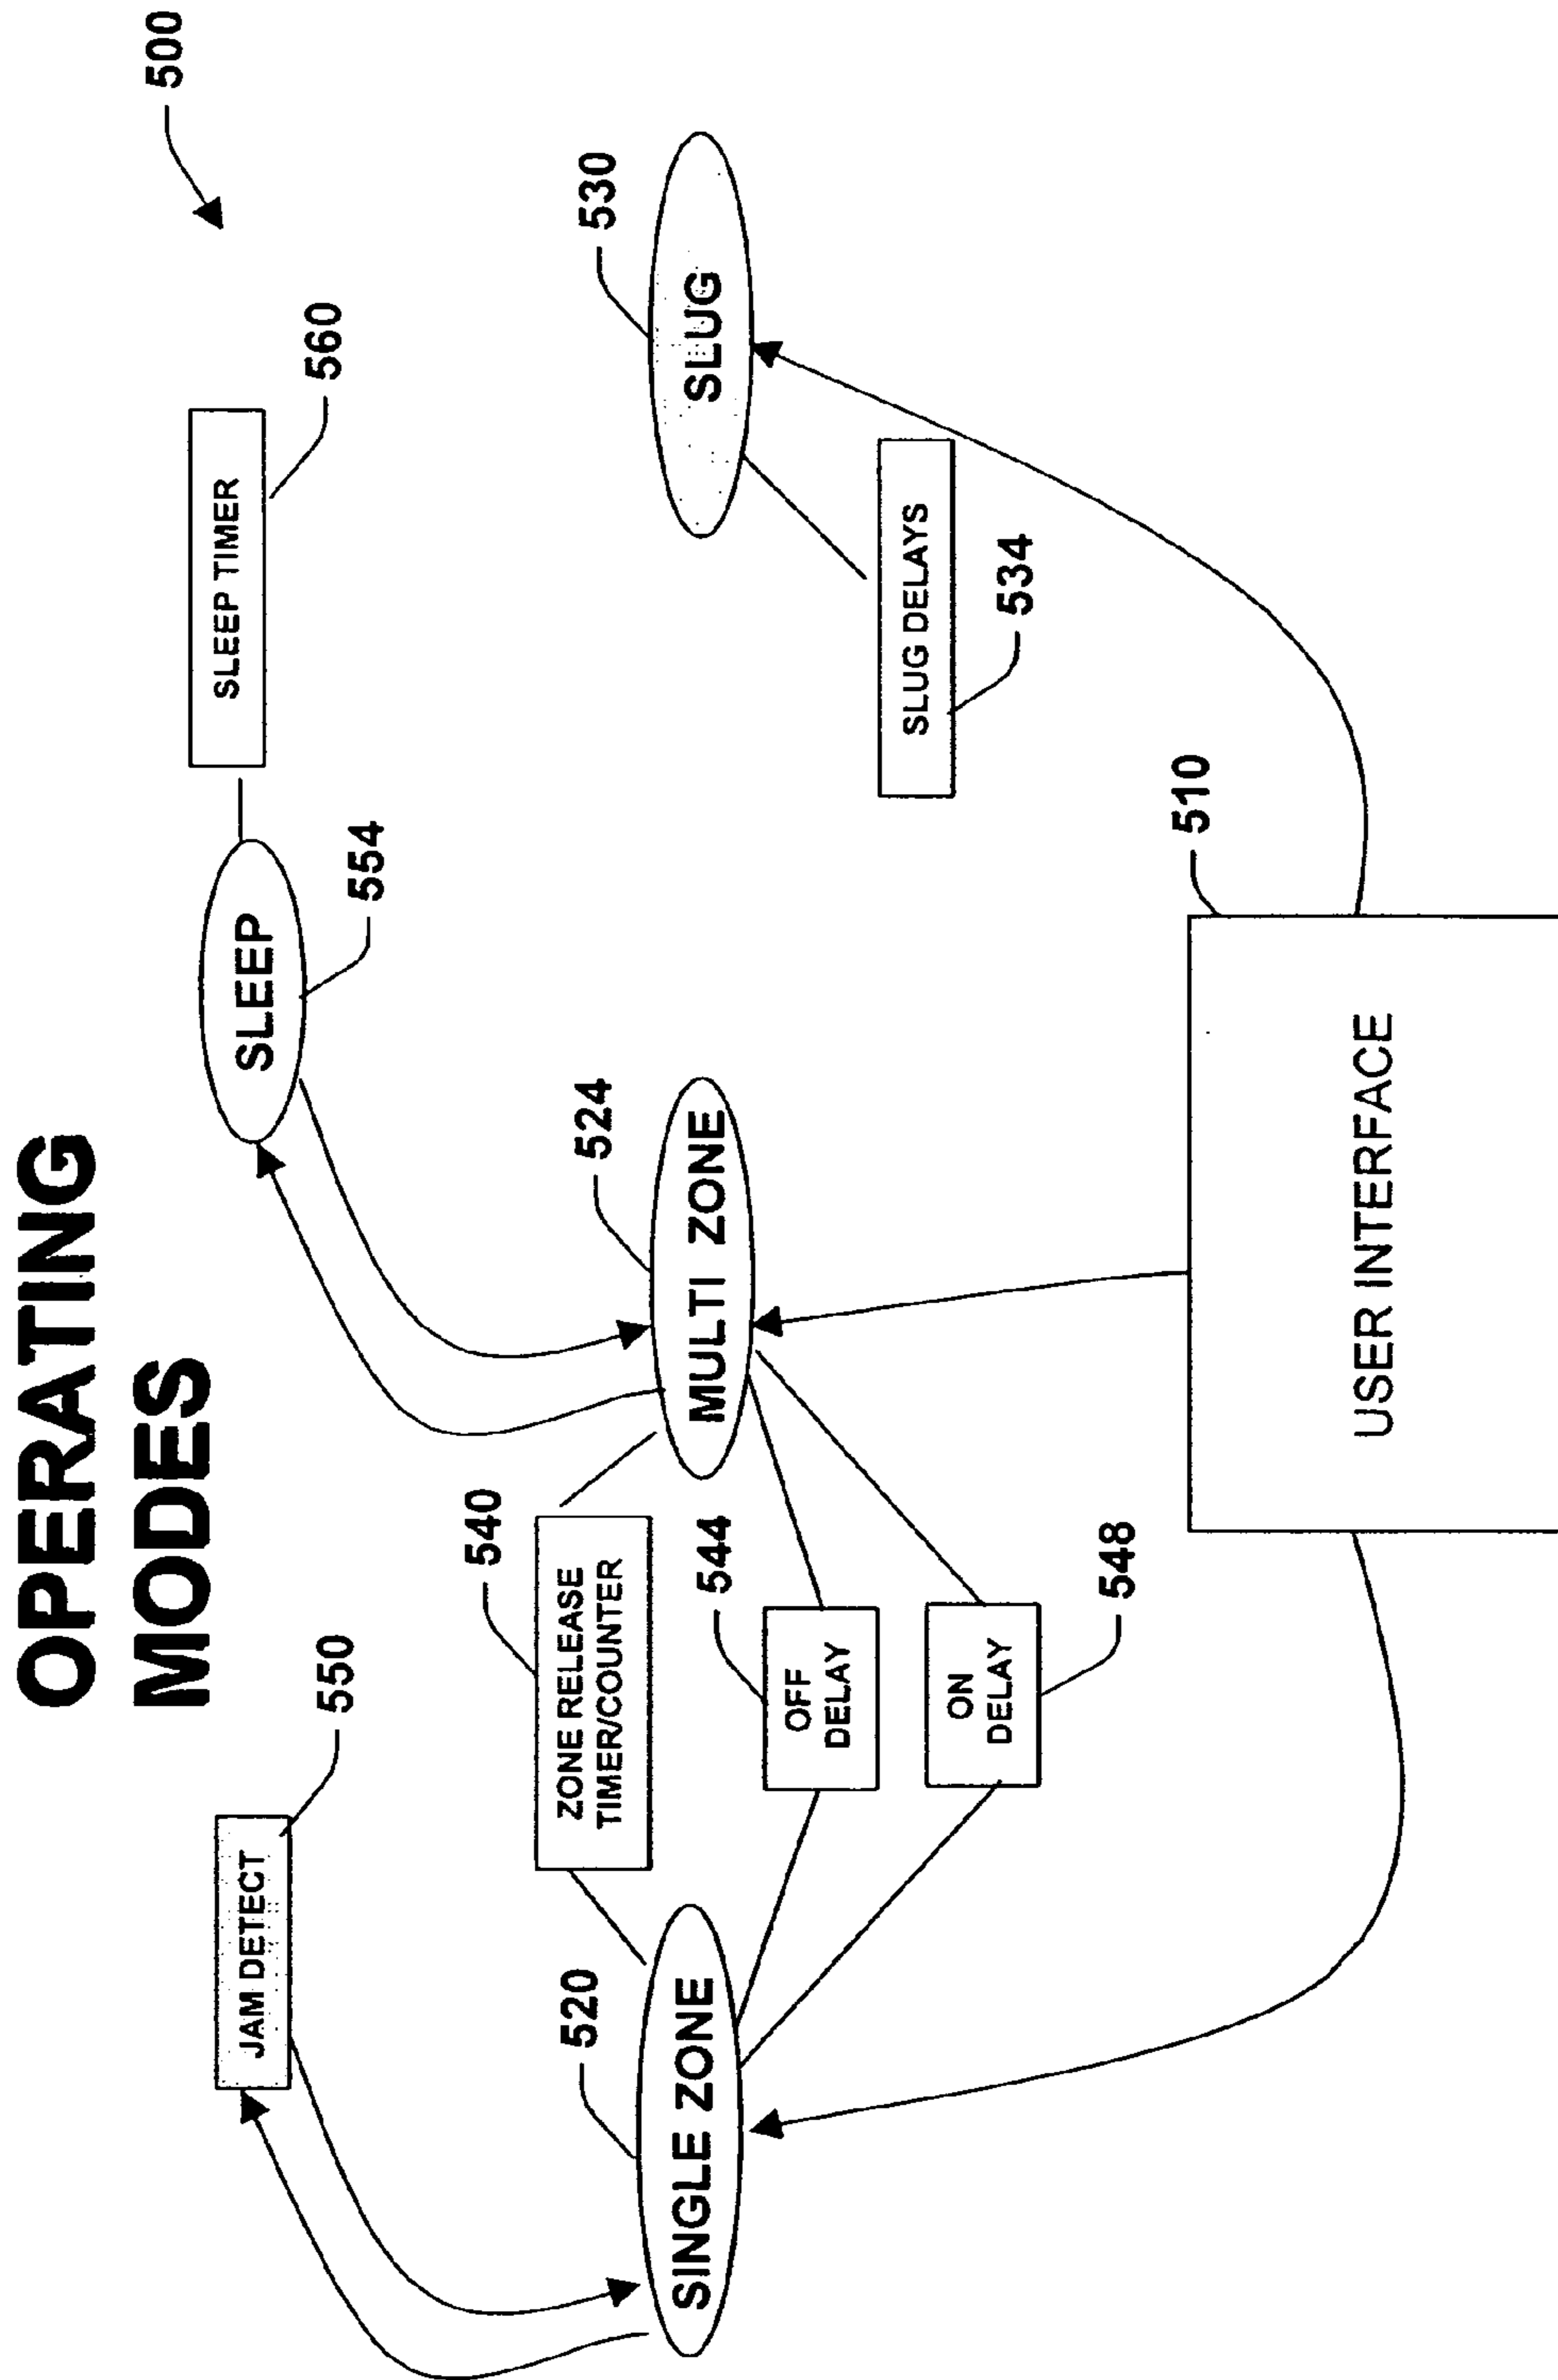 OPERATING
MODES
500
JAM DETECT
550
SLEEP
554
SLEEP TIMER
560
540
ZONE RELEASE
TIMER/COUNTER
520
SINGLE ZONE
524
MULTI ZONE
530
SLUG
544
OFF
DELAY
548
ON
DELAY
SLUG DELAYS
534
510
USER INTERFACE